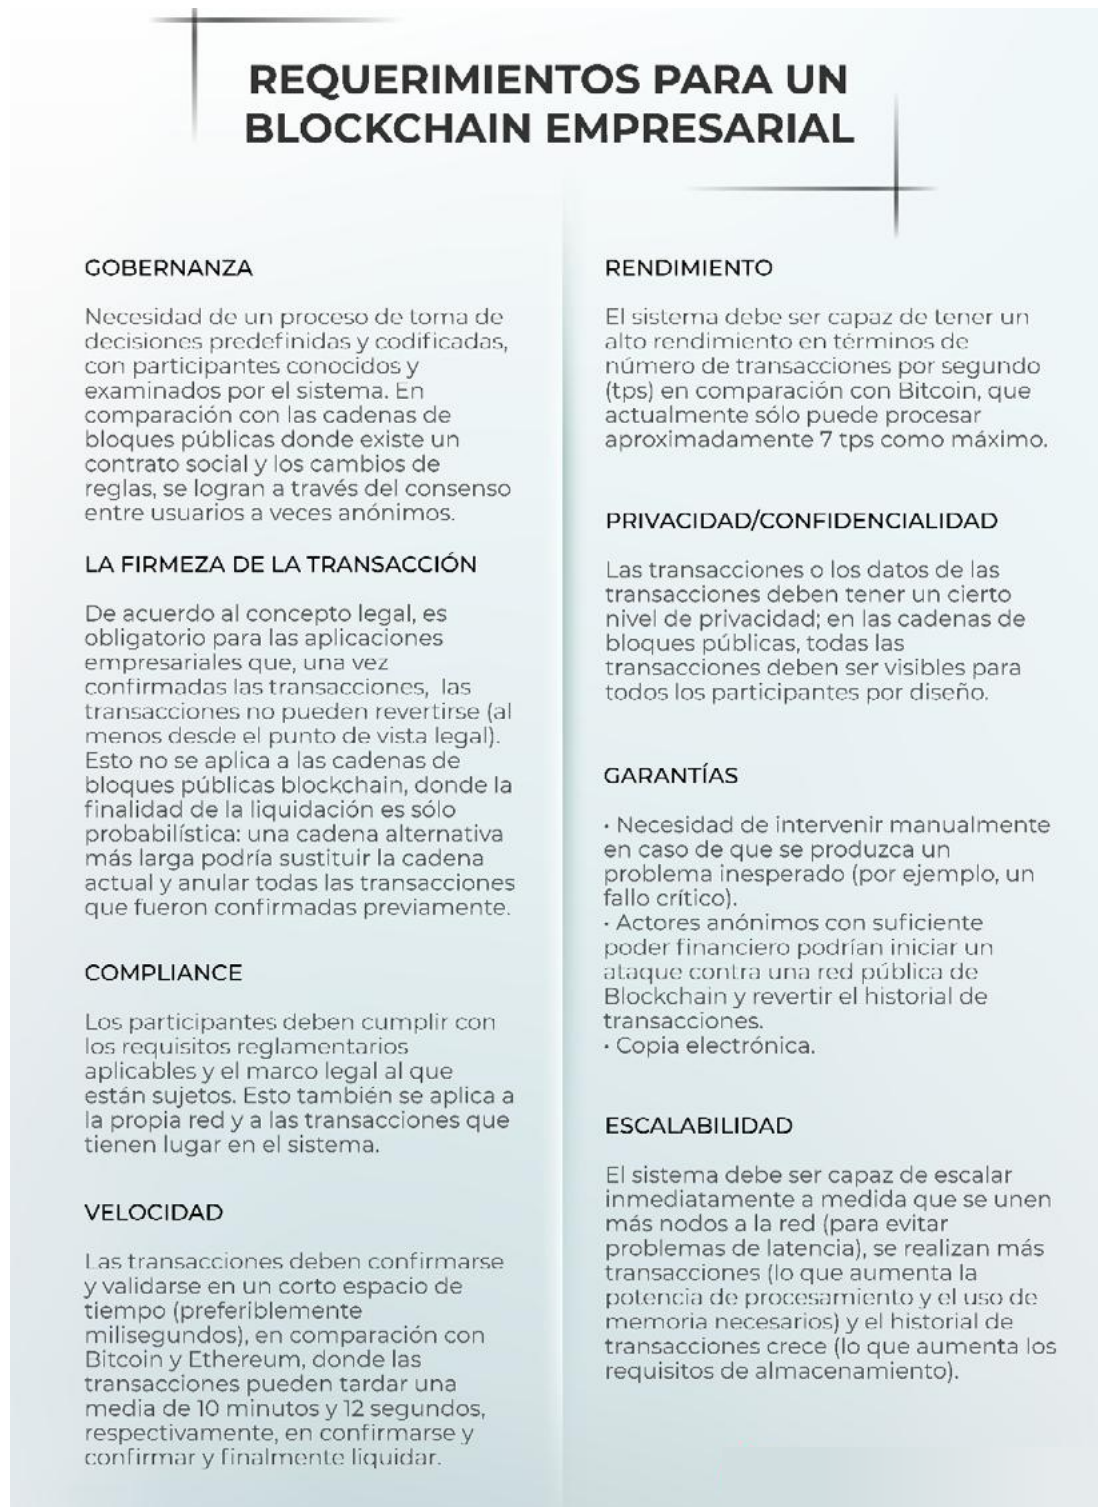 REQUERIMIENTOS PARA UN
BLOCKCHAIN EMPRESARIAL
GOBERNANZA
Necesidad de un proceso de toma de
decisiones predefinidas y codificadas,
con participantes conocidos y
examinados por el sistema. En
comparación con las cadenas de
bloques públicas donde existe un
contrato social y los cambios de
reglas, se logran a través del consenso
entre usuarios a veces anónimos.
LA FIRMEZA DE LA TRANSACCIÓN
De acuerdo al concepto legal, es
obligatorio para las aplicaciones
empresariales que, una vez
confirmadas las transacciones, las
transacciones no pueden revertirse (al
menos desde el punto de vista legal).
Esto no se aplica a las cadenas de
bloques públicas blockchain, donde la
finalidad de la liquidación es sólo
probabilística: una cadena alternativa
más larga podría sustituir la cadena
actual y anular todas las transacciones
que fueron confirmadas previamente.
COMPLIANCE
Los participantes deben cumplir con
los requisitos reglamentarios
aplicables y el marco legal al que
están sujetos. Esto también se aplica a
la propia red y a las transacciones que
tienen lugar en el sistema.
VELOCIDAD
Las transacciones deben confirmarse
y validarse en un corto espacio de
tiempo (preferiblemente
milisegundos), en comparación con
Bitcoin y Ethereum, donde las
transacciones pueden tardar una
media de 10 minutos y 12 segundos,
respectivamente, en confirmarse y
confirmar y finalmente liquidar.
RENDIMIENTO
El sistema debe ser capaz de tener un
alto rendimiento en términos de
número de transacciones por segundo
(tps) en comparación con Bitcoin, que
actualmente sólo puede procesar
aproximadamente 7 tps como máximo.
PRIVACIDAD/CONFIDENCIALIDAD
Las transacciones o los datos de las
transacciones deben tener un cierto
nivel de privacidad; en las cadenas de
bloques públicas, todas las
transacciones deben ser visibles para
todos los participantes por diseño.
GARANTÍAS
• Necesidad de intervenir manualmente
en caso de que se produzca un
problema inesperado (por ejemplo, un
fallo crítico).
• Actores anónimos con suficiente
poder financiero podrían iniciar un
ataque contra una red pública de
Blockchain y revertir el historial de
transacciones.
• Copia electrónica.
ESCALABILIDAD
El sistema debe ser capaz de escalar
inmediatamente a medida que se unen
más nodos a la red (para evitar
problemas de latencia), se realizan más
transacciones (lo que aumenta la
potencia de procesamiento y el uso de
memoria necesarios) y el historial de
transacciones crece (lo que aumenta los
requisitos de almacenamiento).